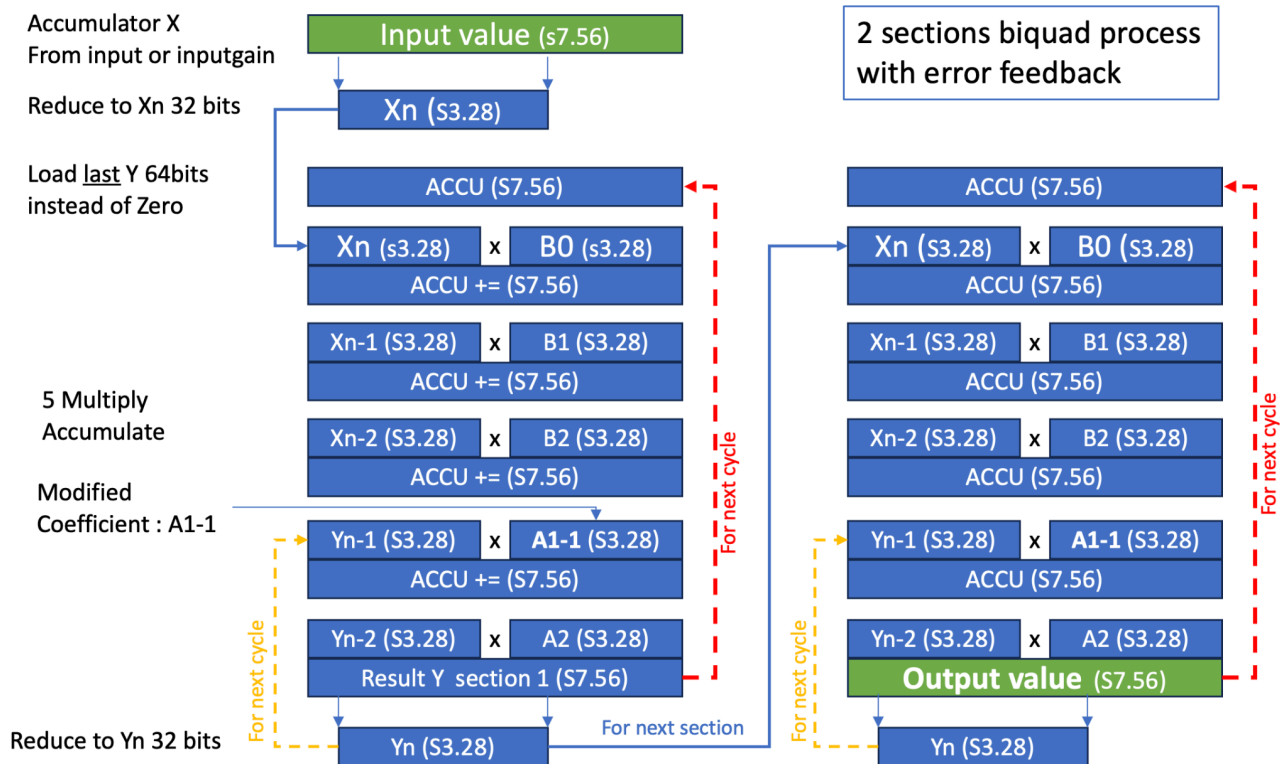 Accumulator X
From input or inputgain
Input value (s7.56)
2 sections biquad process
with error feedback
Reduce to Xn 32 bits
Xn (S3.28)
Load last Y 64bits
instead of Zero
ACCU (S7.56)
Xn (s3.28) x B0 (s3.28)
ACCU += (S7.56)
Xn-1 (S3.28) x B1 (S3.28)
ACCU += (S7.56)
5 Multiply
Accumulate
Xn-2 (S3.28) x B2 (S3.28)
ACCU += (S7.56)
Modified
Coefficient : A1-1
Yn-1 (S3.28) x A1-1 (S3.28)
ACCU += (S7.56)
Yn-2 (S3.28) x A2 (S3.28)
Result Y section 1 (S7.56)
Reduce to Yn 32 bits
Yn (S3.28)
For next cycle
For next cycle
For next section
ACCU (S7.56)
Xn (S3.28) x B0 (S3.28)
ACCU (S7.56)
Xn-1 (S3.28) x B1 (S3.28)
ACCU (S7.56)
Xn-2 (S3.28) x B2 (S3.28)
ACCU (S7.56)
Yn-1 (S3.28) x A1-1 (S3.28)
ACCU (S7.56)
Yn-2 (S3.28) x A2 (S3.28)
Output value (S7.56)
Yn (S3.28)
For next cycle
For next cycle